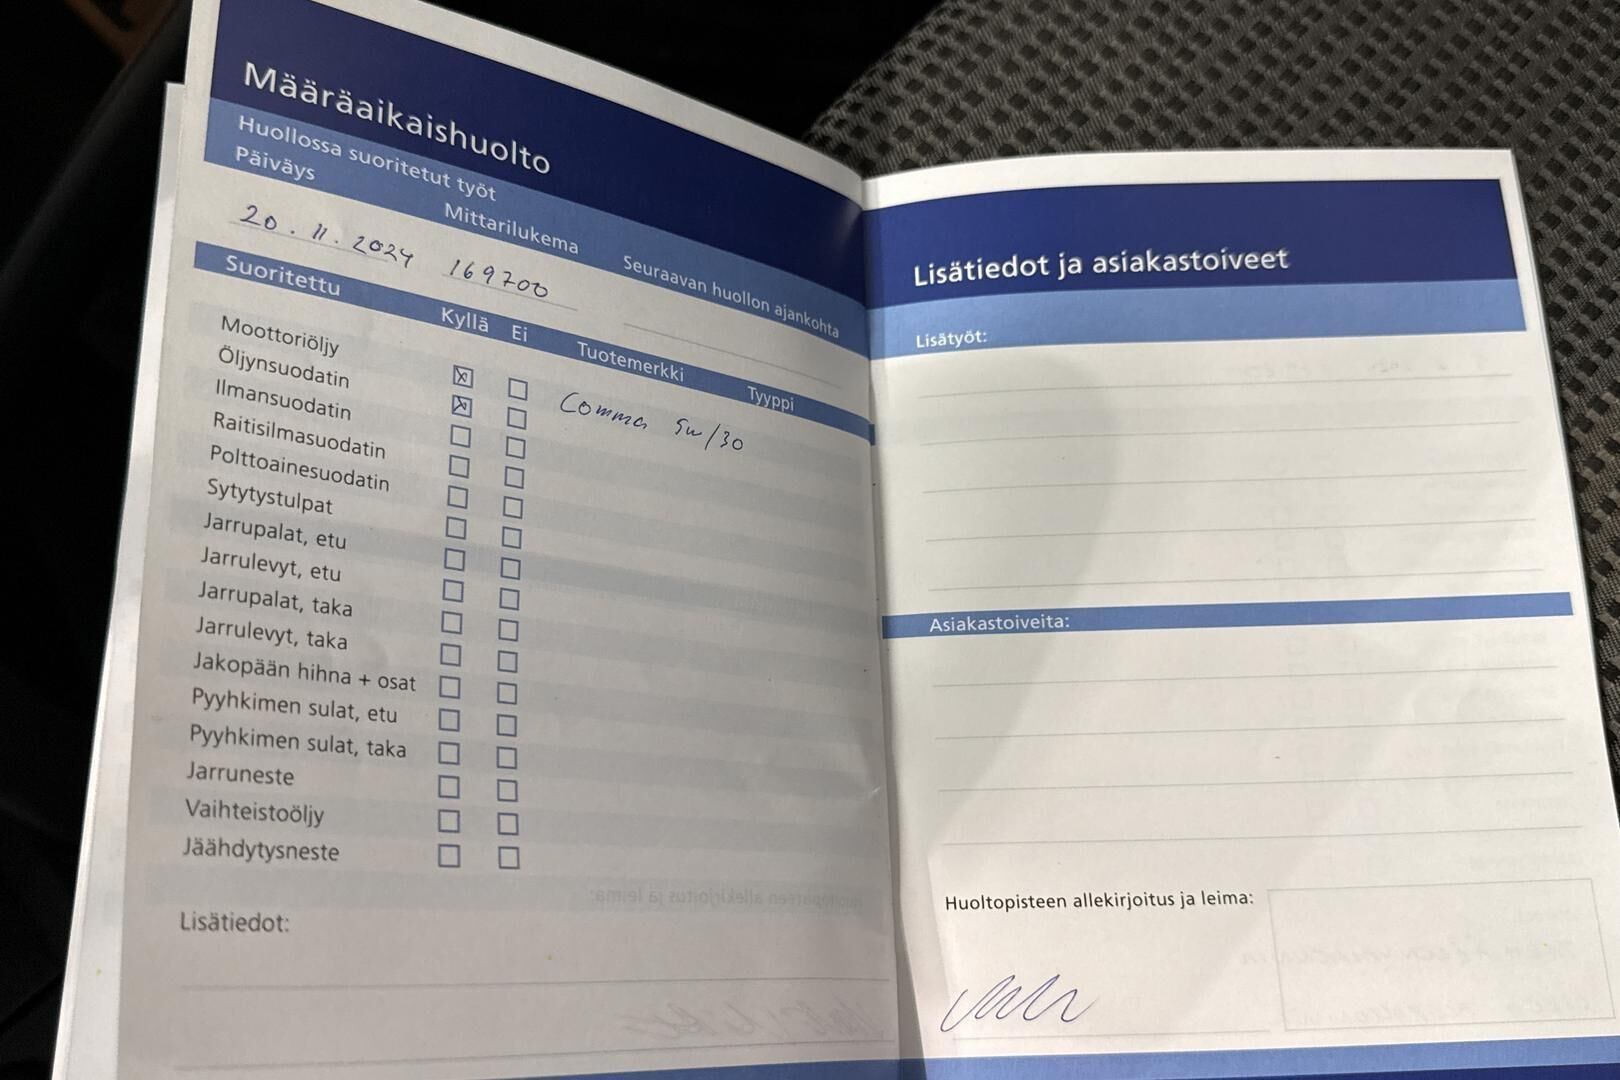 Määräaikaishuolto
Huollossa suoritetut työt
Päiväys Mittarilukema Seuraavan huollon ajankohta
20.11.2024 169700
Suoritettu Kyllä Ei Tuotemerkki Tyyppi
Moottoriöljy Comma 5w/30
Öljynsuodatin
Ilmansuodatin
Raitisilmasuodatin
Polttoainesuodatin
Sytytystulpat
Jarrupalat, etu
Jarrulevyt, etu
Jarrupalat, taka
Jarrulevyt, taka
Jakopään hihna + osat
Pyyhkimen sulat, etu
Pyyhkimen sulat, taka
Jarruneste
Vaihteistoöljy
Jäähdytysneste
Lisätiedot:
Lisätiedot ja asiakastoiveet
Lisätyöt:
Asiakastoiveita:
Huoltopisteen allekirjoitus ja leima: